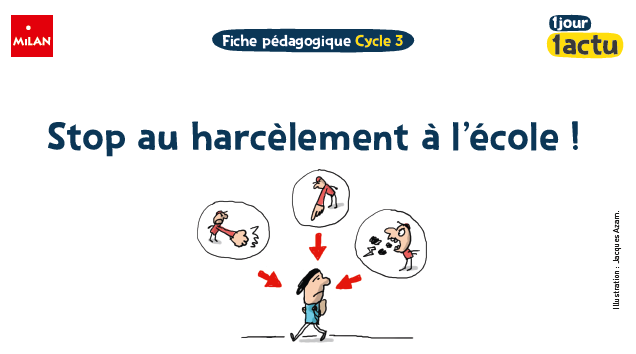 MiLAN
Fiche pédagogique Cycle 3
1jour
1actu
Stop au harcèlement à l'école !
Illustration : Jacques Azam.